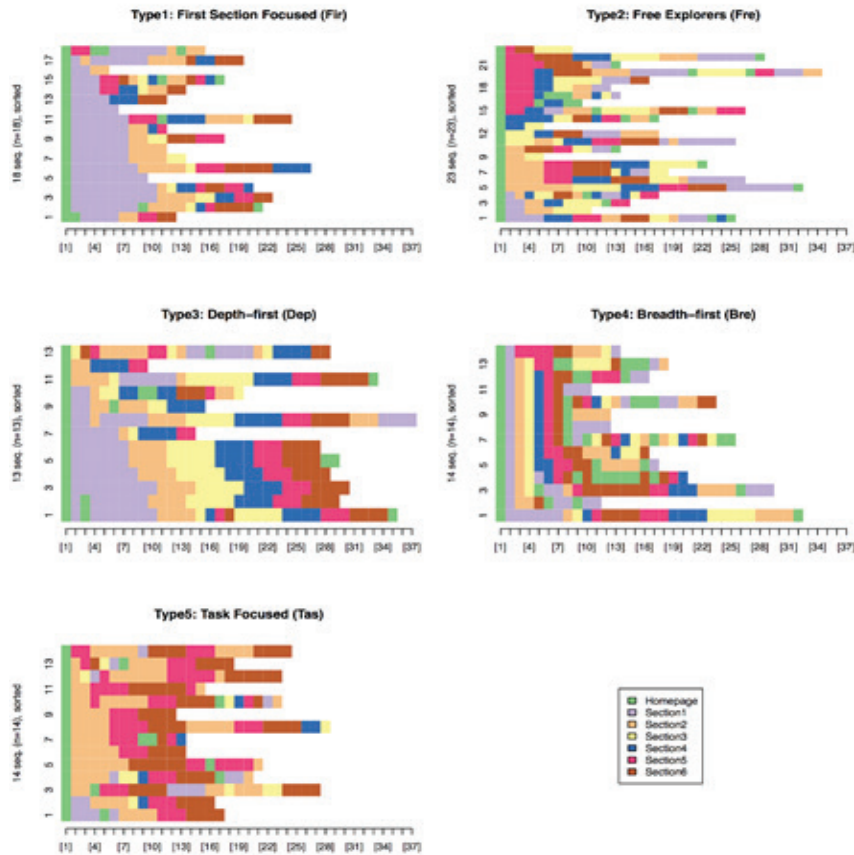 Type1: First Section Focused (Fir)
18 seq. (n=18), sorted
17
15
13
11
9
7
5
3
1
[1] [4] [7] [10] [13] [16] [19] [22] [25] [28] [31] [34] [37]
Type2: Free Explorers (Fre)
23 seq. (n=23), sorted
21
18
15
12
9
7
5
3
1
[1] [4] [7] [10] [13] [16] [19] [22] [25] [28] [31] [34] [37]
Type3: Depth-first (Dep)
13 seq. (n=13), sorted
13
11
9
7
5
3
1
[1] [4] [7] [10] [13] [16] [19] [22] [25] [28] [31] [34] [37]
Type4: Breadth-first (Bre)
14 seq. (n=14), sorted
13
11
9
7
5
3
1
[1] [4] [7] [10] [13] [16] [19] [22] [25] [28] [31] [34] [37]
Type5: Task Focused (Tas)
14 seq. (n=14), sorted
13
11
9
7
5
3
1
[1] [4] [7] [10] [13] [16] [19] [22] [25] [28] [31] [34] [37]
Homepage
Section1
Section2
Section3
Section4
Section5
Section6